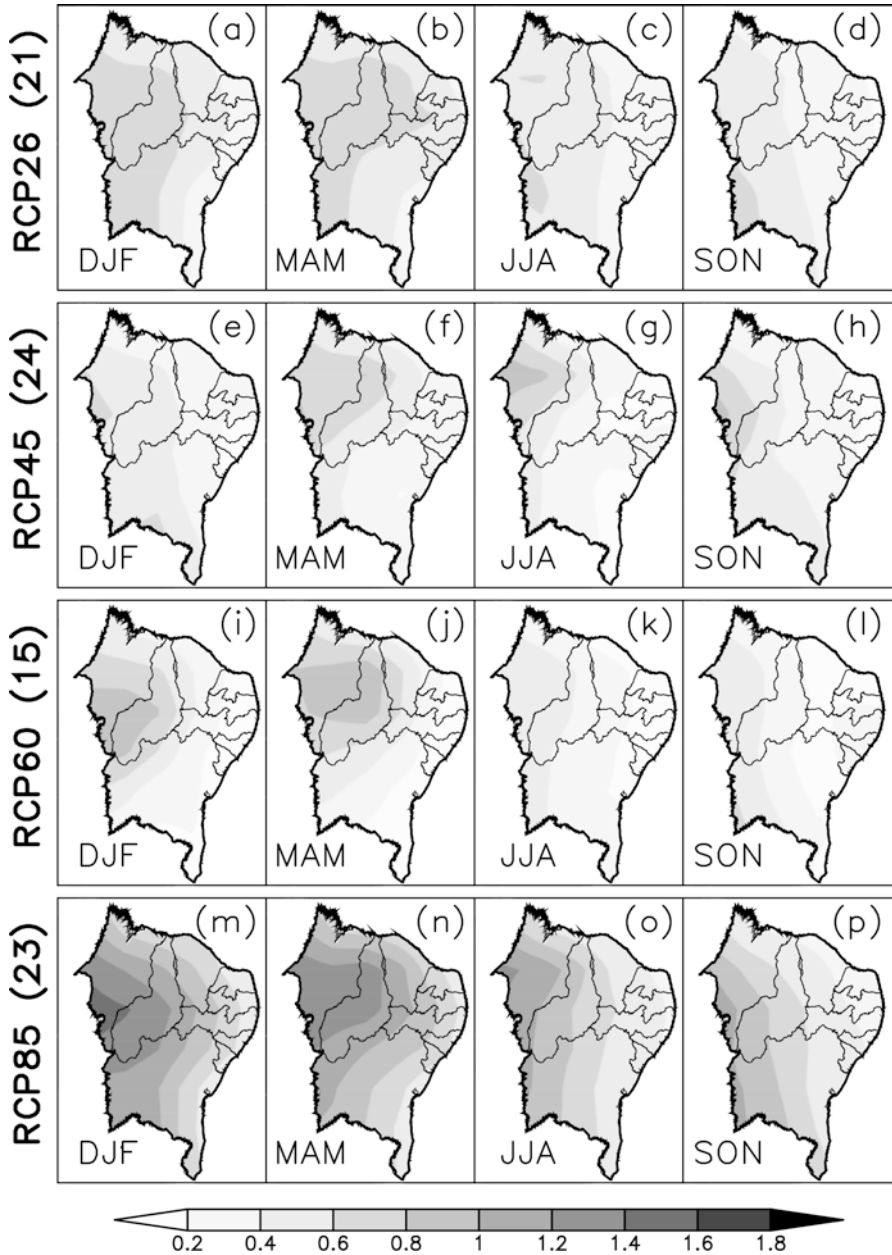 RCP26 (21)
(a) (b) (c) (d)
DJF MAM JJA SON
RCP45 (24)
(e) (f) (g) (h)
DJF MAM JJA SON
RCP60 (15)
(i) (j) (k) (l)
DJF MAM JJA SON
RCP85 (23)
(m) (n) (o) (p)
DJF MAM JJA SON
0.2 0.4 0.6 0.8 1 1.2 1.4 1.6 1.8